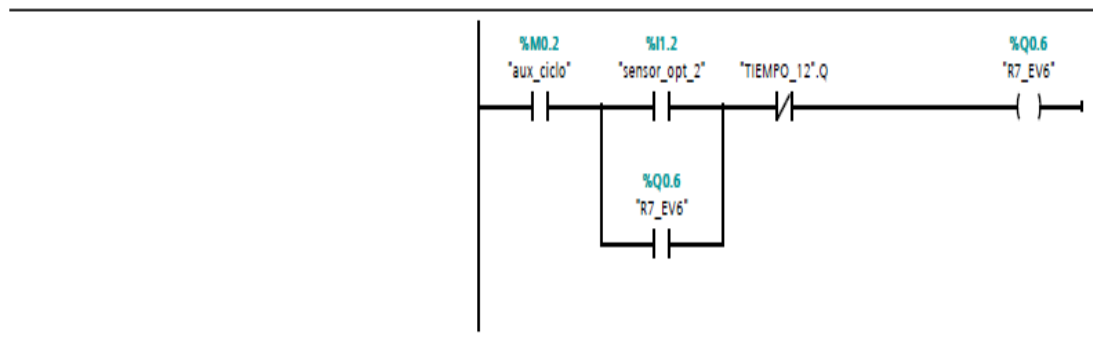 %M0.2
"aux_ciclo"
%I1.2
"sensor_opt_2"
"TIEMPO_12".Q
%Q0.6
"R7_EV6"
%Q0.6
"R7_EV6"